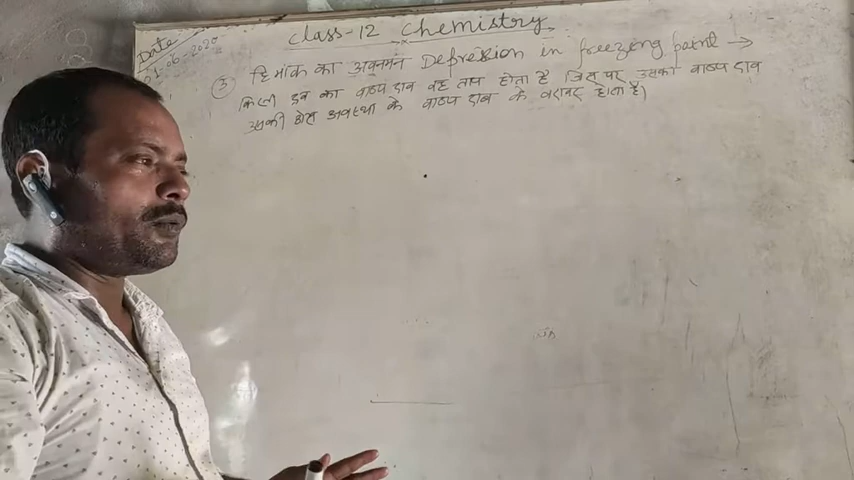 Class-12 Chemistry
Date
01-06-2020
③ हिमांक का अवनमन Depression in freezing point →
किसी द्रव का वाष्प दाब वह ताप होता है जिस पर उसका वाष्प दाब
उसकी ठोस अवस्था के वाष्प दाब के बराबर होता है।